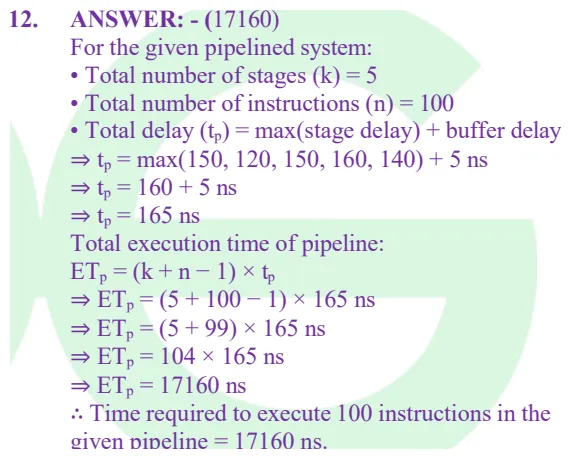 12. ANSWER: - (17160)
For the given pipelined system:
• Total number of stages (k) = 5
• Total number of instructions (n) = 100
• Total delay (tₚ) = max(stage delay) + buffer delay
⇒ tₚ = max(150, 120, 150, 160, 140) + 5 ns
⇒ tₚ = 160 + 5 ns
⇒ tₚ = 165 ns
Total execution time of pipeline:
ETₚ = (k + n − 1) × tₚ
⇒ ETₚ = (5 + 100 − 1) × 165 ns
⇒ ETₚ = (5 + 99) × 165 ns
⇒ ETₚ = 104 × 165 ns
⇒ ETₚ = 17160 ns
∴ Time required to execute 100 instructions in the
given pipeline = 17160 ns.